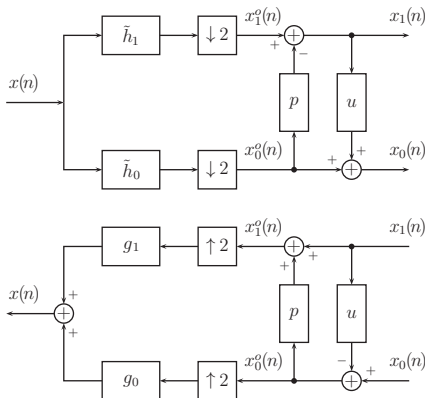 x₁ᵒ(n) x₁(n)
+ + −
h̃₁ ↓ 2
x(n) p u
h̃₀ ↓ 2 x₀ᵒ(n) + + + x₀(n)
x₁ᵒ(n) x₁(n)
g₁ ↑ 2 + + +
x(n) + + + p u
g₀ ↑ 2 x₀ᵒ(n) − + + x₀(n)